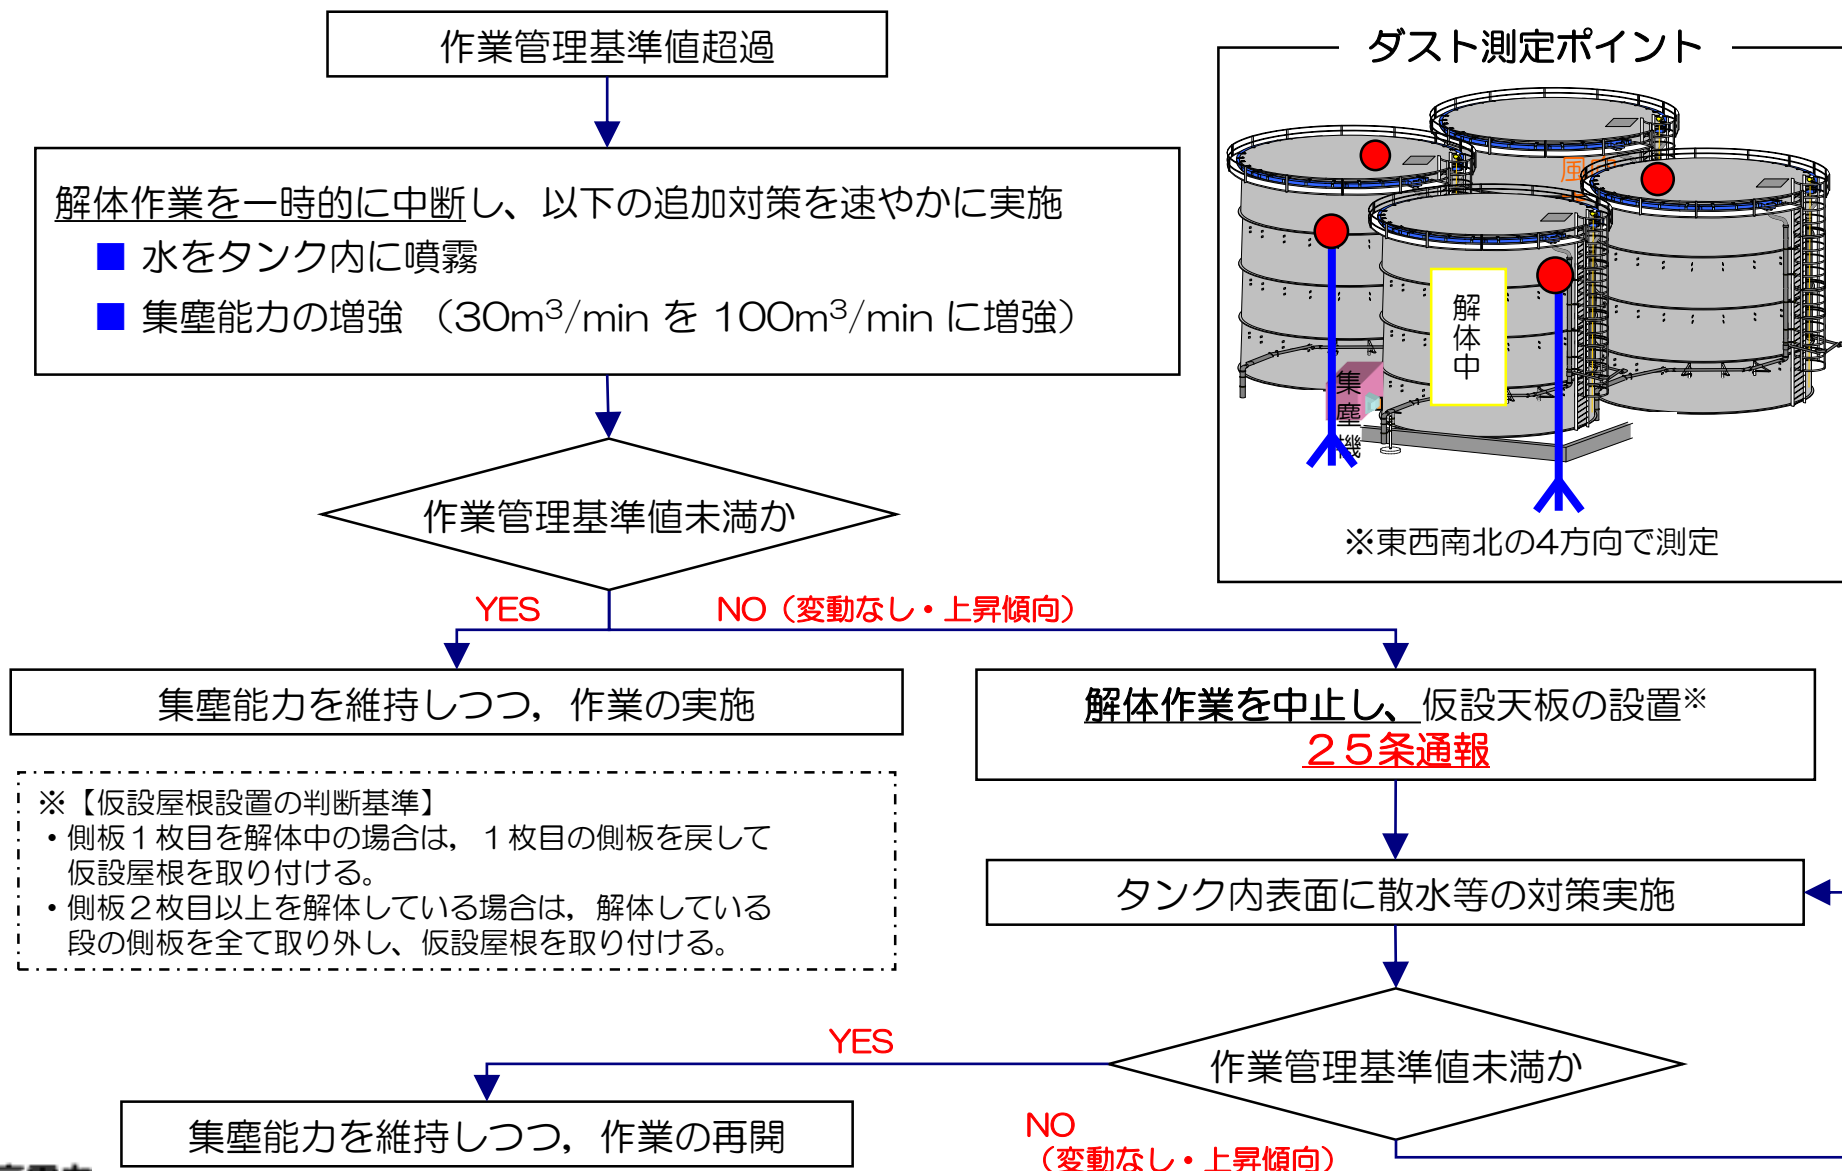 作業管理基準値超過
解体作業を一時的に中断し、以下の追加対策を速やかに実施
■ 水をタンク内に噴霧
■ 集塵能力の増強 （30m³/min を 100m³/min に増強）
作業管理基準値未満か
YES
NO（変動なし・上昇傾向）
集塵能力を維持しつつ，作業の実施
※【仮設屋根設置の判断基準】
・側板１枚目を解体中の場合は，１枚目の側板を戻して
仮設屋根を取り付ける。
・側板２枚目以上を解体している場合は，解体している
段の側板を全て取り外し、仮設屋根を取り付ける。
ダスト測定ポイント
風
解体中
集塵機
※東西南北の4方向で測定
解体作業を中止し、仮設天板の設置※
２５条通報
タンク内表面に散水等の対策実施
作業管理基準値未満か
YES
NO
（変動なし・上昇傾向）
集塵能力を維持しつつ，作業の再開